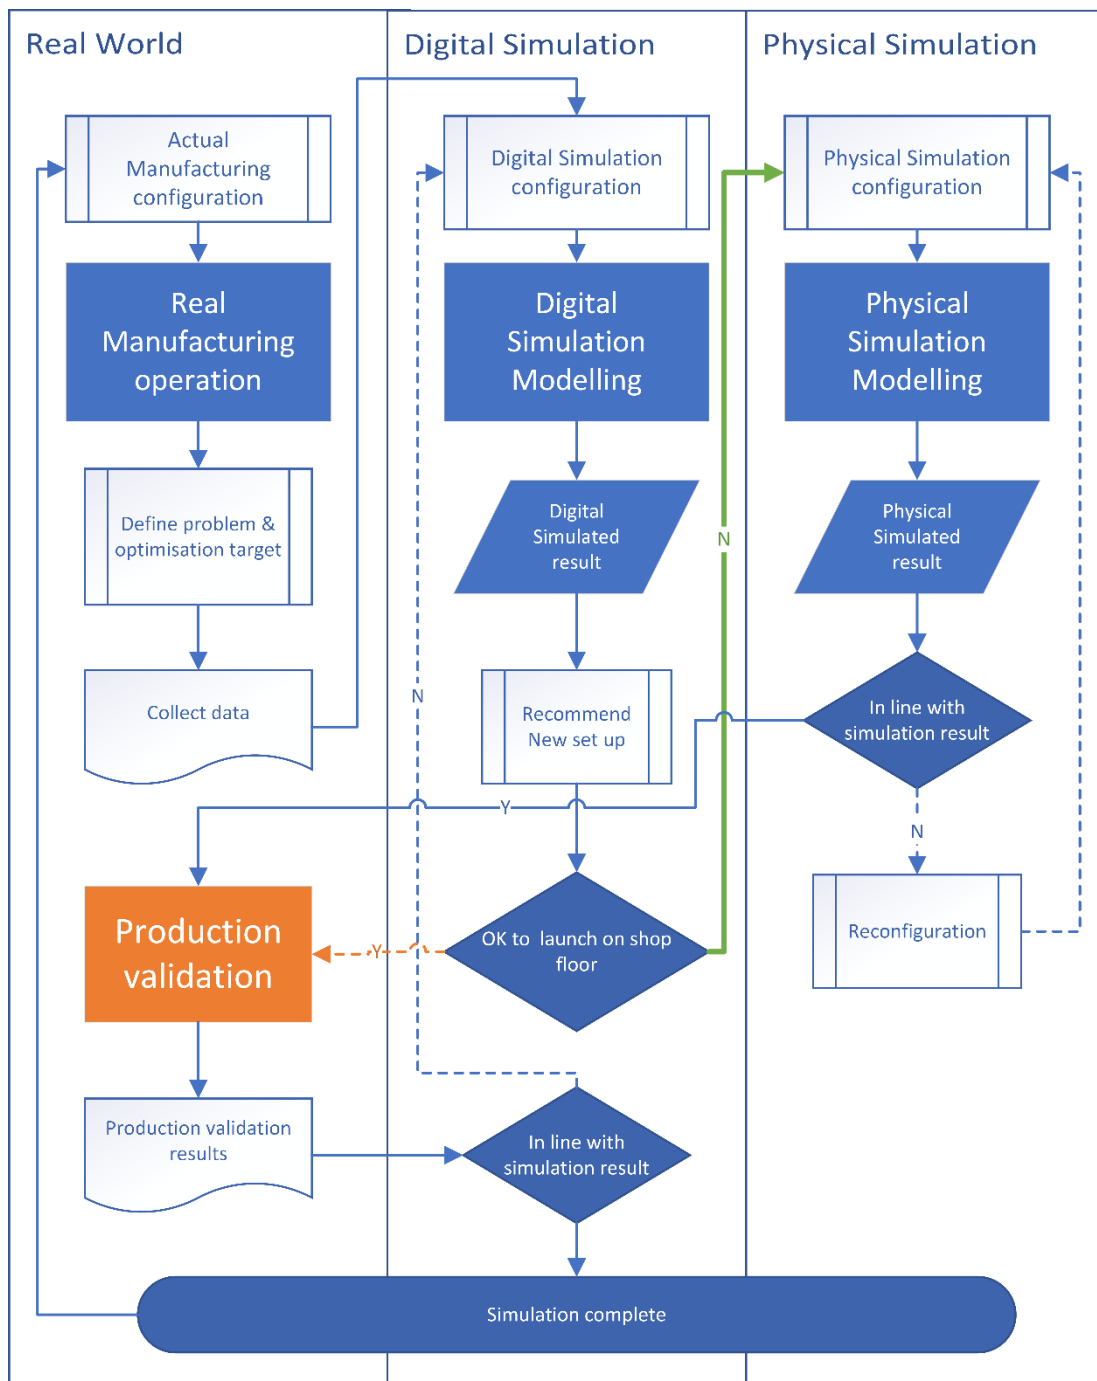 Real World
Digital Simulation
Physical Simulation
Actual
Manufacturing
configuration
Real
Manufacturing
operation
Define problem &
optimisation target
Collect data
Production
validation
Production validation
results
Digital Simulation
configuration
Digital
Simulation
Modelling
Digital
Simulated
result
Recommend
New set up
OK to launch on shop
floor
In line with
simulation result
Physical Simulation
configuration
Physical
Simulation
Modelling
Physical
Simulated
result
In line with
simulation result
Reconfiguration
N
N
Y
N
Y
Simulation complete